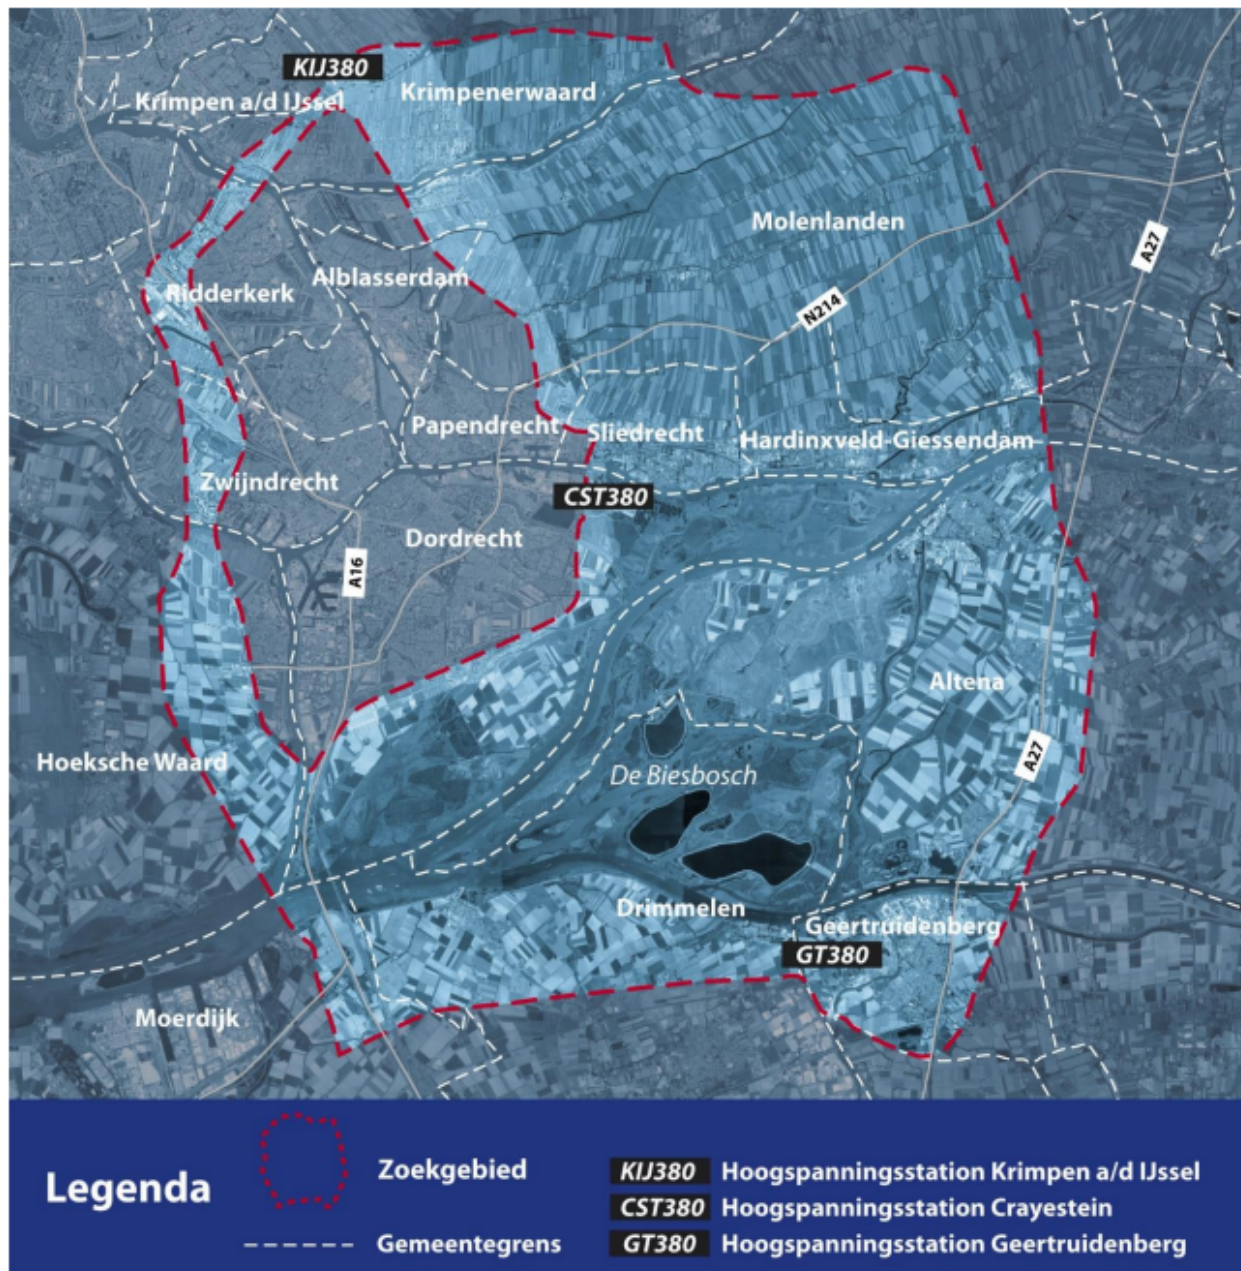 KIJ380
Krimpen a/d IJssel
Krimpenerwaard
Molenlanden
A27
Alblasserdam
Ridderkerk
N214
Papendrecht
Sliedrecht
Hardinxveld-Giessendam
Zwijndrecht
CST380
Dordrecht
A16
Altena
Hoeksche Waard
A27
De Biesbosch
Drimmelen
Geertruidenberg
GT380
Moerdijk
Legenda
Zoekgebied
Gemeentegrens
KIJ380 Hoogspanningsstation Krimpen a/d IJssel
CST380 Hoogspanningsstation Crayestein
GT380 Hoogspanningsstation Geertruidenberg